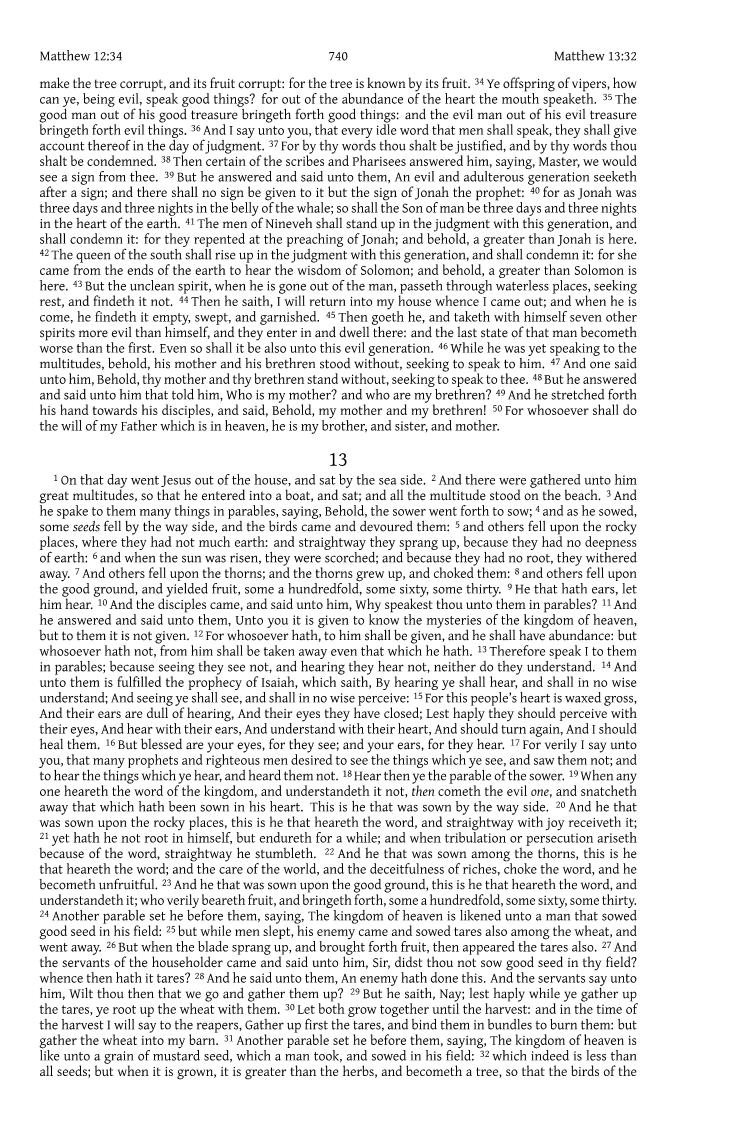 Matthew 12:34 740 Matthew 13:32
make the tree corrupt, and its fruit corrupt: for the tree is known by its fruit. 34 Ye offspring of vipers, how
can ye, being evil, speak good things? for out of the abundance of the heart the mouth speaketh. 35 The
good man out of his good treasure bringeth forth good things: and the evil man out of his evil treasure
bringeth forth evil things. 36 And I say unto you, that every idle word that men shall speak, they shall give
account thereof in the day of judgment. 37 For by thy words thou shalt be justified, and by thy words thou
shalt be condemned. 38 Then certain of the scribes and Pharisees answered him, saying, Master, we would
see a sign from thee. 39 But he answered and said unto them, An evil and adulterous generation seeketh
after a sign; and there shall no sign be given to it but the sign of Jonah the prophet: 40 for as Jonah was
three days and three nights in the belly of the whale; so shall the Son of man be three days and three nights
in the heart of the earth. 41 The men of Nineveh shall stand up in the judgment with this generation, and
shall condemn it: for they repented at the preaching of Jonah; and behold, a greater than Jonah is here.
42 The queen of the south shall rise up in the judgment with this generation, and shall condemn it: for she
came from the ends of the earth to hear the wisdom of Solomon; and behold, a greater than Solomon is
here. 43 But the unclean spirit, when he is gone out of the man, passeth through waterless places, seeking
rest, and findeth it not. 44 Then he saith, I will return into my house whence I came out; and when he is
come, he findeth it empty, swept, and garnished. 45 Then goeth he, and taketh with himself seven other
spirits more evil than himself, and they enter in and dwell there: and the last state of that man becometh
worse than the first. Even so shall it be also unto this evil generation. 46 While he was yet speaking to the
multitudes, behold, his mother and his brethren stood without, seeking to speak to him. 47 And one said
unto him, Behold, thy mother and thy brethren stand without, seeking to speak to thee. 48 But he answered
and said unto him that told him, Who is my mother? and who are my brethren? 49 And he stretched forth
his hand towards his disciples, and said, Behold, my mother and my brethren! 50 For whosoever shall do
the will of my Father which is in heaven, he is my brother, and sister, and mother.
13
1 On that day went Jesus out of the house, and sat by the sea side. 2 And there were gathered unto him
great multitudes, so that he entered into a boat, and sat; and all the multitude stood on the beach. 3 And
he spake to them many things in parables, saying, Behold, the sower went forth to sow; 4 and as he sowed,
some seeds fell by the way side, and the birds came and devoured them: 5 and others fell upon the rocky
places, where they had not much earth: and straightway they sprang up, because they had no deepness
of earth: 6 and when the sun was risen, they were scorched; and because they had no root, they withered
away. 7 And others fell upon the thorns; and the thorns grew up, and choked them: 8 and others fell upon
the good ground, and yielded fruit, some a hundredfold, some sixty, some thirty. 9 He that hath ears, let
him hear. 10 And the disciples came, and said unto him, Why speakest thou unto them in parables? 11 And
he answered and said unto them, Unto you it is given to know the mysteries of the kingdom of heaven,
but to them it is not given. 12 For whosoever hath, to him shall be given, and he shall have abundance: but
whosoever hath not, from him shall be taken away even that which he hath. 13 Therefore speak I to them
in parables; because seeing they see not, and hearing they hear not, neither do they understand. 14 And
unto them is fulfilled the prophecy of Isaiah, which saith, By hearing ye shall hear, and shall in no wise
understand; And seeing ye shall see, and shall in no wise perceive: 15 For this people's heart is waxed gross,
And their ears are dull of hearing, And their eyes they have closed; Lest haply they should perceive with
their eyes, And hear with their ears, And understand with their heart, And should turn again, And I should
heal them. 16 But blessed are your eyes, for they see; and your ears, for they hear. 17 For verily I say unto
you, that many prophets and righteous men desired to see the things which ye see, and saw them not; and
to hear the things which ye hear, and heard them not. 18 Hear then ye the parable of the sower. 19 When any
one heareth the word of the kingdom, and understandeth it not, then cometh the evil one, and snatcheth
away that which hath been sown in his heart. This is he that was sown by the way side. 20 And he that
was sown upon the rocky places, this is he that heareth the word, and straightway with joy receiveth it;
21 yet hath he not root in himself, but endureth for a while; and when tribulation or persecution ariseth
because of the word, straightway he stumbleth. 22 And he that was sown among the thorns, this is he
that heareth the word; and the care of the world, and the deceitfulness of riches, choke the word, and he
becometh unfruitful. 23 And he that was sown upon the good ground, this is he that heareth the word, and
understandeth it; who verily beareth fruit, and bringeth forth, some a hundredfold, some sixty, some thirty.
24 Another parable set he before them, saying, The kingdom of heaven is likened unto a man that sowed
good seed in his field: 25 but while men slept, his enemy came and sowed tares also among the wheat, and
went away. 26 But when the blade sprang up, and brought forth fruit, then appeared the tares also. 27 And
the servants of the householder came and said unto him, Sir, didst thou not sow good seed in thy field?
whence then hath it tares? 28 And he said unto them, An enemy hath done this. And the servants say unto
him, Wilt thou then that we go and gather them up? 29 But he saith, Nay; lest haply while ye gather up
the tares, ye root up the wheat with them. 30 Let both grow together until the harvest: and in the time of
the harvest I will say to the reapers, Gather up first the tares, and bind them in bundles to burn them: but
gather the wheat into my barn. 31 Another parable set he before them, saying, The kingdom of heaven is
like unto a grain of mustard seed, which a man took, and sowed in his field: 32 which indeed is less than
all seeds; but when it is grown, it is greater than the herbs, and becometh a tree, so that the birds of the